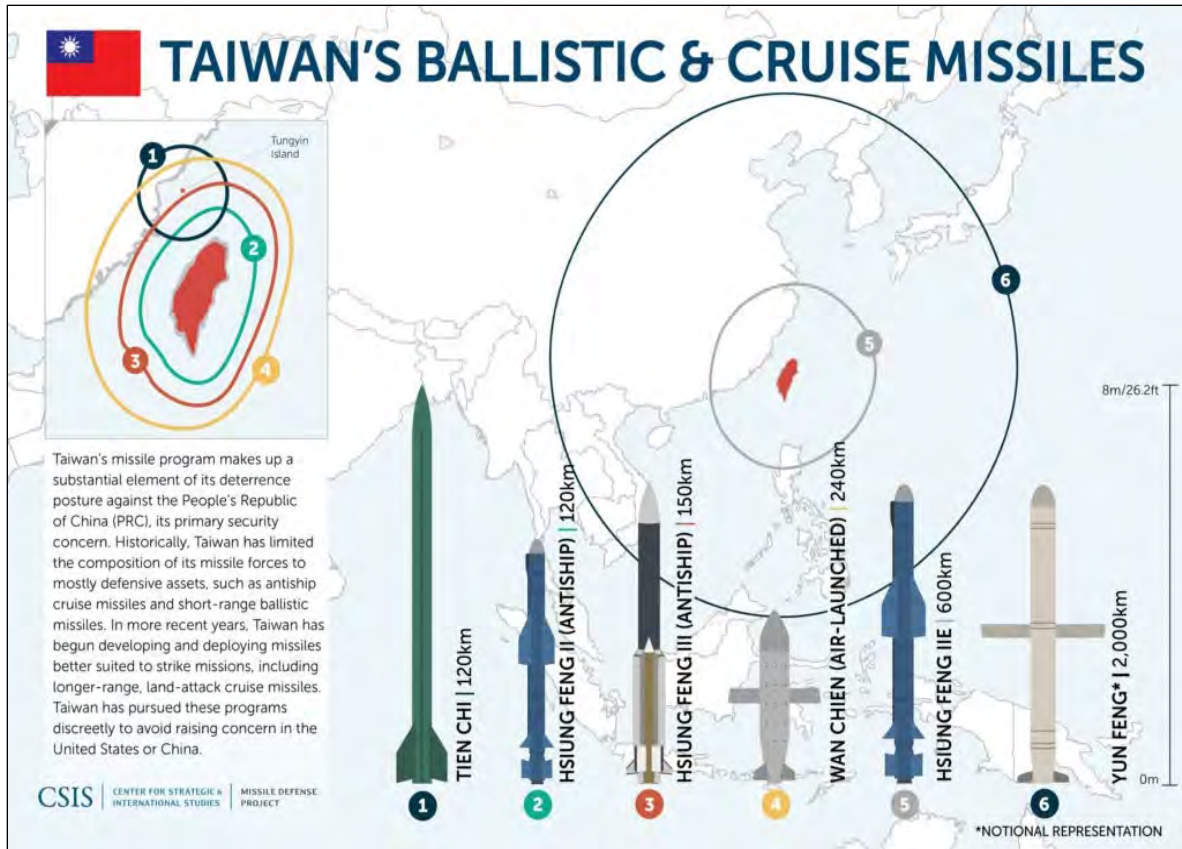 TAIWAN'S BALLISTIC & CRUISE MISSILES
Tungyin
Island
1
2
3
4
5
6
Taiwan's missile program makes up a
substantial element of its deterrence
posture against the People's Republic
of China (PRC), its primary security
concern. Historically, Taiwan has limited
the composition of its missile forces to
mostly defensive assets, such as antiship
cruise missiles and short-range ballistic
missiles. In more recent years, Taiwan has
begun developing and deploying missiles
better suited to strike missions, including
longer-range, land-attack cruise missiles.
Taiwan has pursued these programs
discreetly to avoid raising concern in the
United States or China.
CSIS | CENTER FOR STRATEGIC &
INTERNATIONAL STUDIES | MISSILE DEFENSE
PROJECT
TIEN CHI | 120km
1
HSIUNG FENG II (ANTISHIP) | 120km
2
HSIUNG FENG III (ANTISHIP) | 150km
3
WAN CHIEN (AIR-LAUNCHED) | 240km
4
HSIUNG FENG IIE | 600km
5
YUN FENG* | 2,000km
6
8m/26.2ft
0m
*NOTIONAL REPRESENTATION